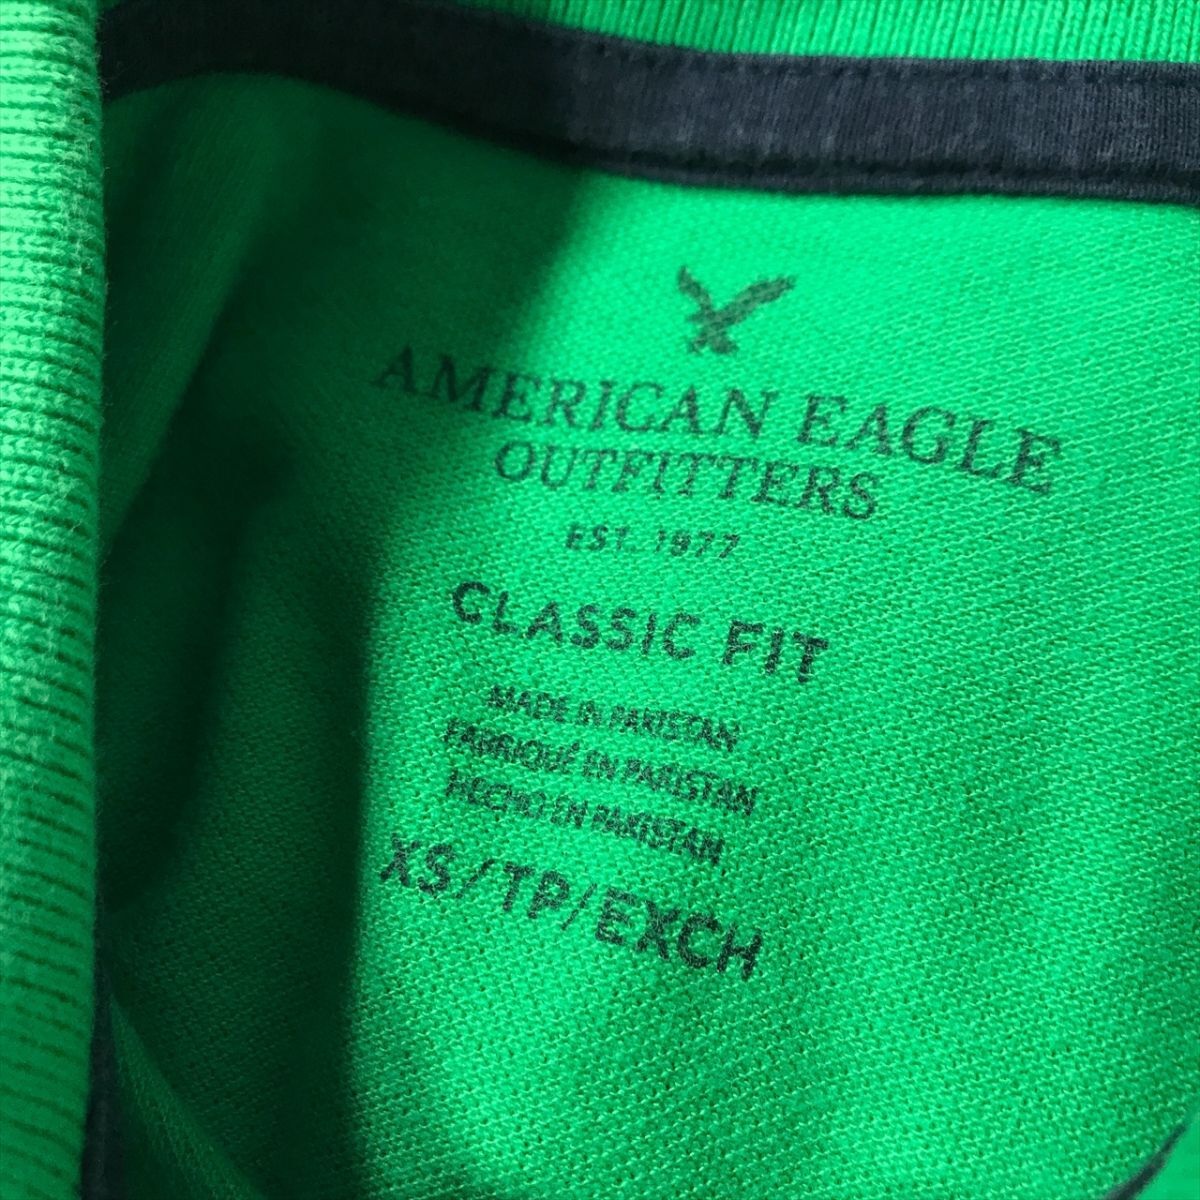 AMERICAN EAGLE
OUTFITTERS
EST. 1977
CLASSIC FIT
MADE IN PAKISTAN
FABRIQUÉ EN PAKISTAN
HECHO EN PAKISTAN
XS/TP/EXCH